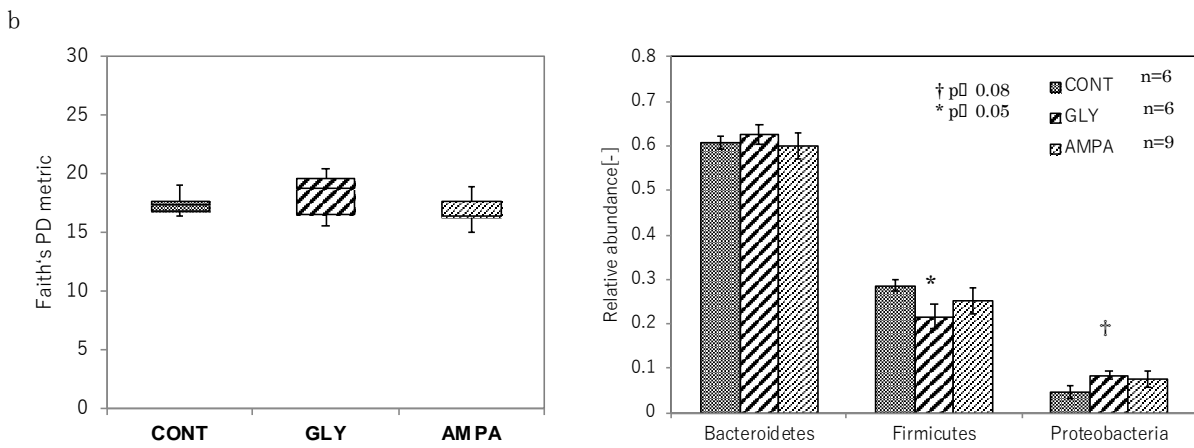 b
30
25
20
15
10
5
0
Faith's PD metric
CONT GLY AMPA
0.8
0.7
0.6
0.5
0.4
0.3
0.2
0.1
0
Relative abundance[-]
† p▯ 0.08
* p▯ 0.05
CONT n=6
GLY n=6
AMPA n=9
*
†
Bacteroidetes Firmicutes Proteobacteria